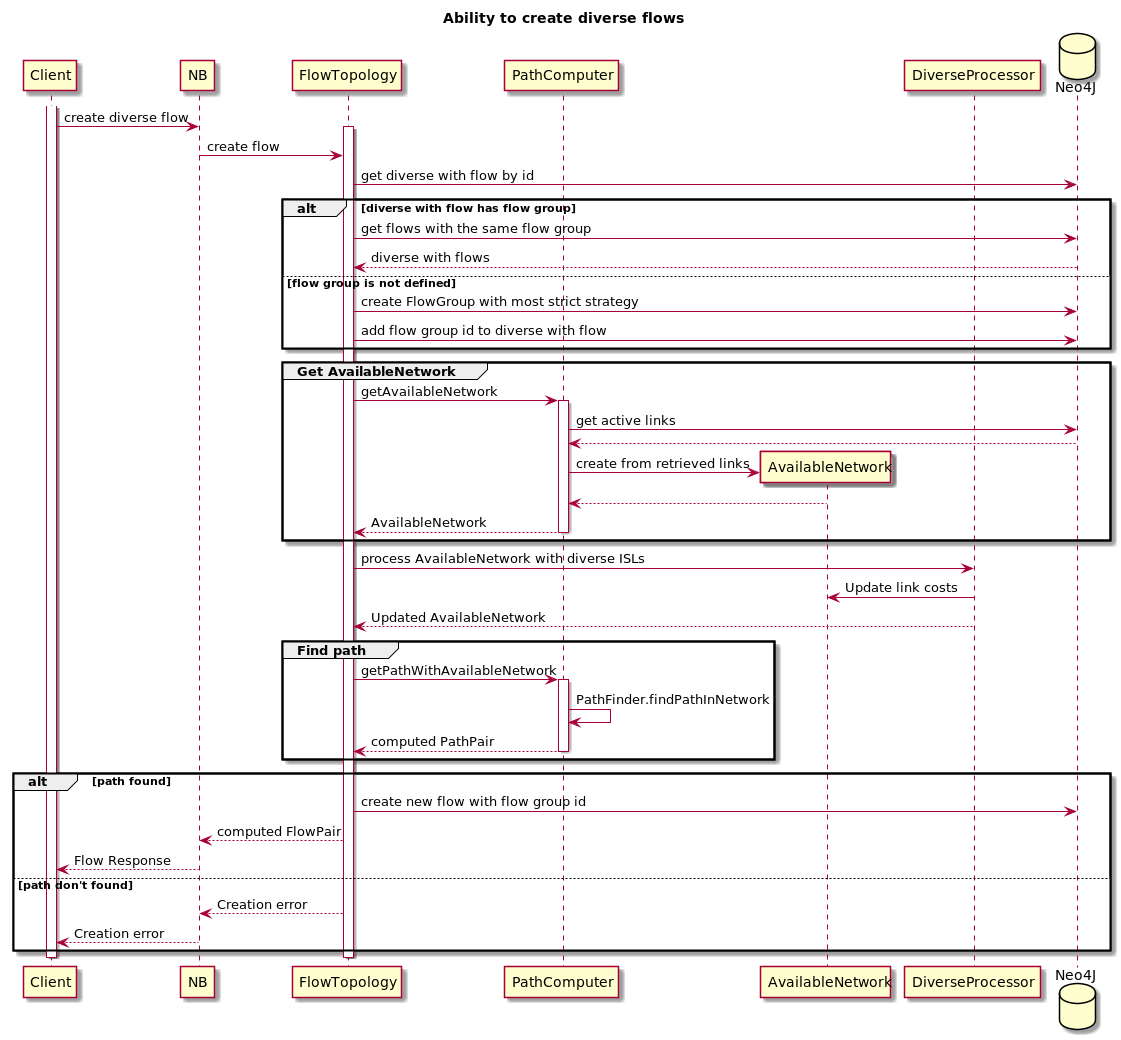 Ability to create diverse flows
Client
NB
FlowTopology
PathComputer
DiverseProcessor
Neo4J
create diverse flow
create flow
get diverse with flow by id
alt
[diverse with flow has flow group]
get flows with the same flow group
diverse with flows
[flow group is not defined]
create FlowGroup with most strict strategy
add flow group id to diverse with flow
Get AvailableNetwork
getAvailableNetwork
get active links
create from retrieved links
AvailableNetwork
AvailableNetwork
process AvailableNetwork with diverse ISLs
Update link costs
Updated AvailableNetwork
Find path
getPathWithAvailableNetwork
PathFinder.findPathInNetwork
computed PathPair
alt
[path found]
create new flow with flow group id
computed FlowPair
Flow Response
[path don't found]
Creation error
Creation error
Client
NB
FlowTopology
PathComputer
AvailableNetwork
DiverseProcessor
Neo4J